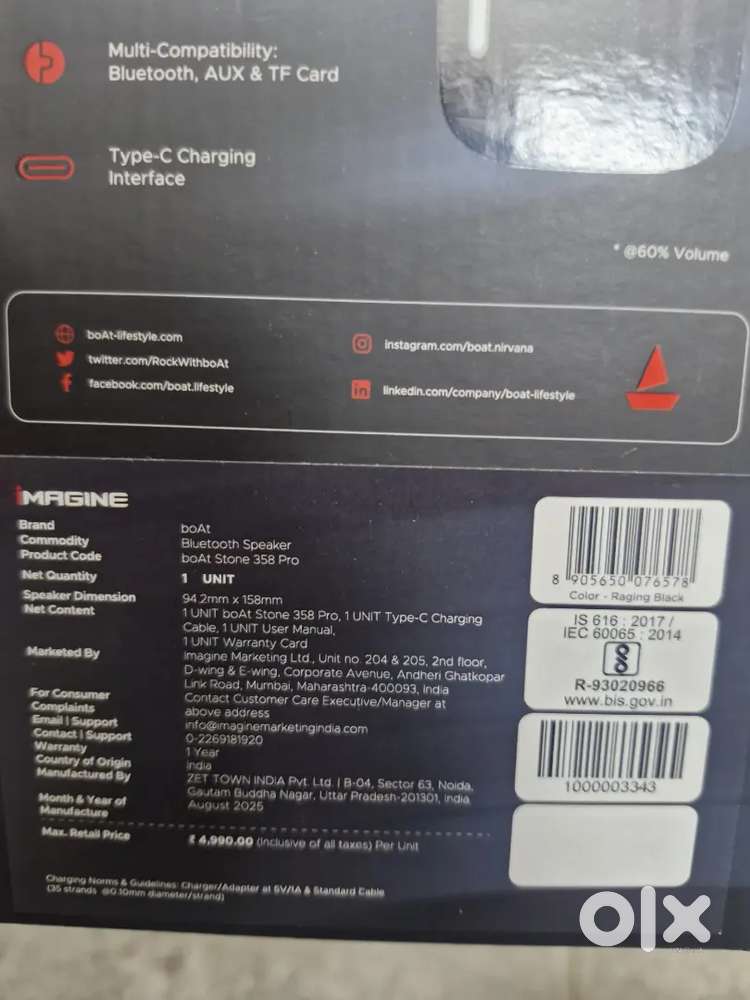 Multi-Compatibility:
Bluetooth, AUX & TF Card
Type-C Charging
Interface
* @60% Volume
boAt-lifestyle.com
twitter.com/RockWithboAt
facebook.com/boat.lifestyle
instagram.com/boat.nirvana
linkedin.com/company/boat-lifestyle
iMAGINE
Brand boAt
Commodity Bluetooth Speaker
Product Code boAt Stone 358 Pro
Net Quantity 1 UNIT
Speaker Dimension 94.2mm x 158mm
Net Content 1 UNIT boAt Stone 358 Pro, 1 UNIT Type-C Charging
Cable, 1 UNIT User Manual,
1 UNIT Warranty Card
Marketed By Imagine Marketing Ltd., Unit no. 204 & 205, 2nd floor,
D-wing & E-wing, Corporate Avenue, Andheri Ghatkopar
Link Road, Mumbai, Maharashtra-400093, India
For Consumer Contact Customer Care Executive/Manager at
Complaints above address
Email | Support info@imaginemarketingindia.com
Contact | Support 0-2269181920
Warranty 1 Year
Country of Origin India
Manufactured By ZET TOWN INDIA Pvt. Ltd. | B-04, Sector 63, Noida,
Gautam Buddha Nagar, Uttar Pradesh-201301, India
Month & Year of August 2025
Manufacture
Max. Retail Price ₹ 4,990.00 (Inclusive of all taxes) Per Unit
Charging Norms & Guidelines: Charger/Adapter at 5V/1A & Standard Cable
(35 strands @0.10mm diameter/strand)
8 905650 076578
Color - Raging Black
IS 616 : 2017 /
IEC 60065 : 2014
R-93020966
www.bis.gov.in
1000003343
olx